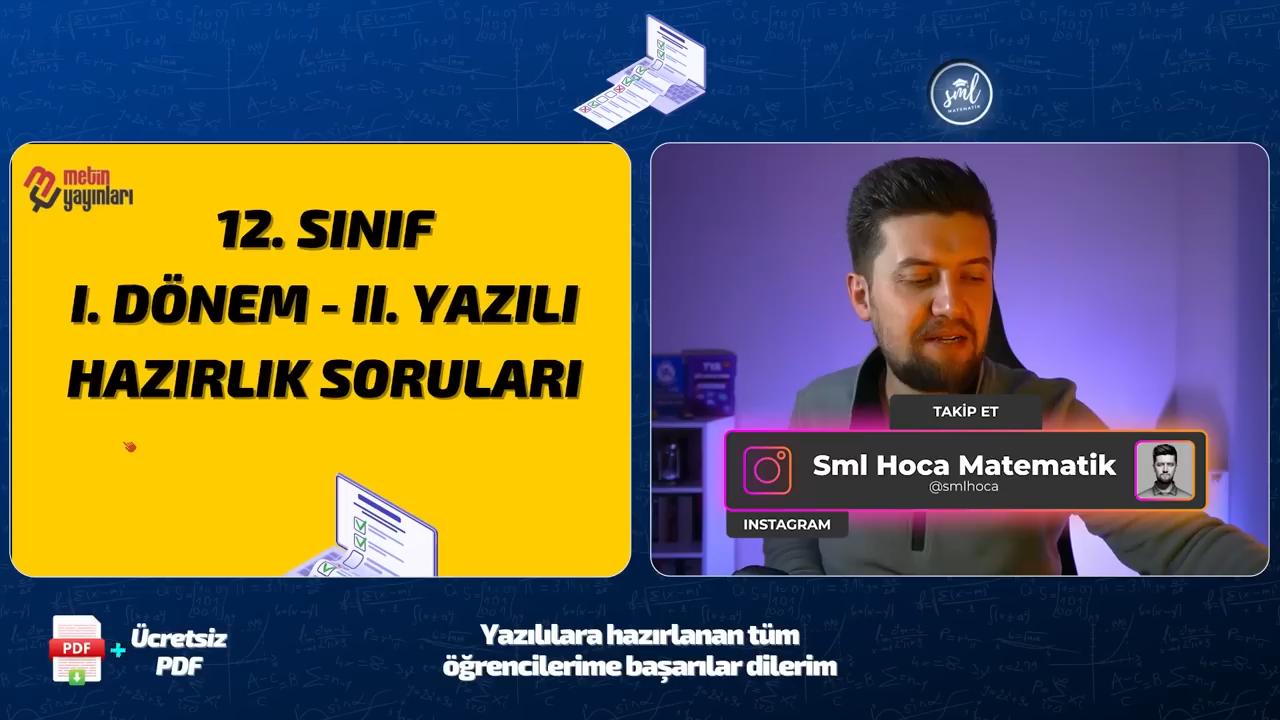 sml
MATEMATİK
metin
yayınları
12. SINIF
I. DÖNEM - II. YAZILI
HAZIRLIK SORULARI
TAKİP ET
Sml Hoca Matematik
@smlhoca
INSTAGRAM
PDF
+ Ücretsiz
PDF
Yazılılara hazırlanan tüm
öğrencilerime başarılar dilerim